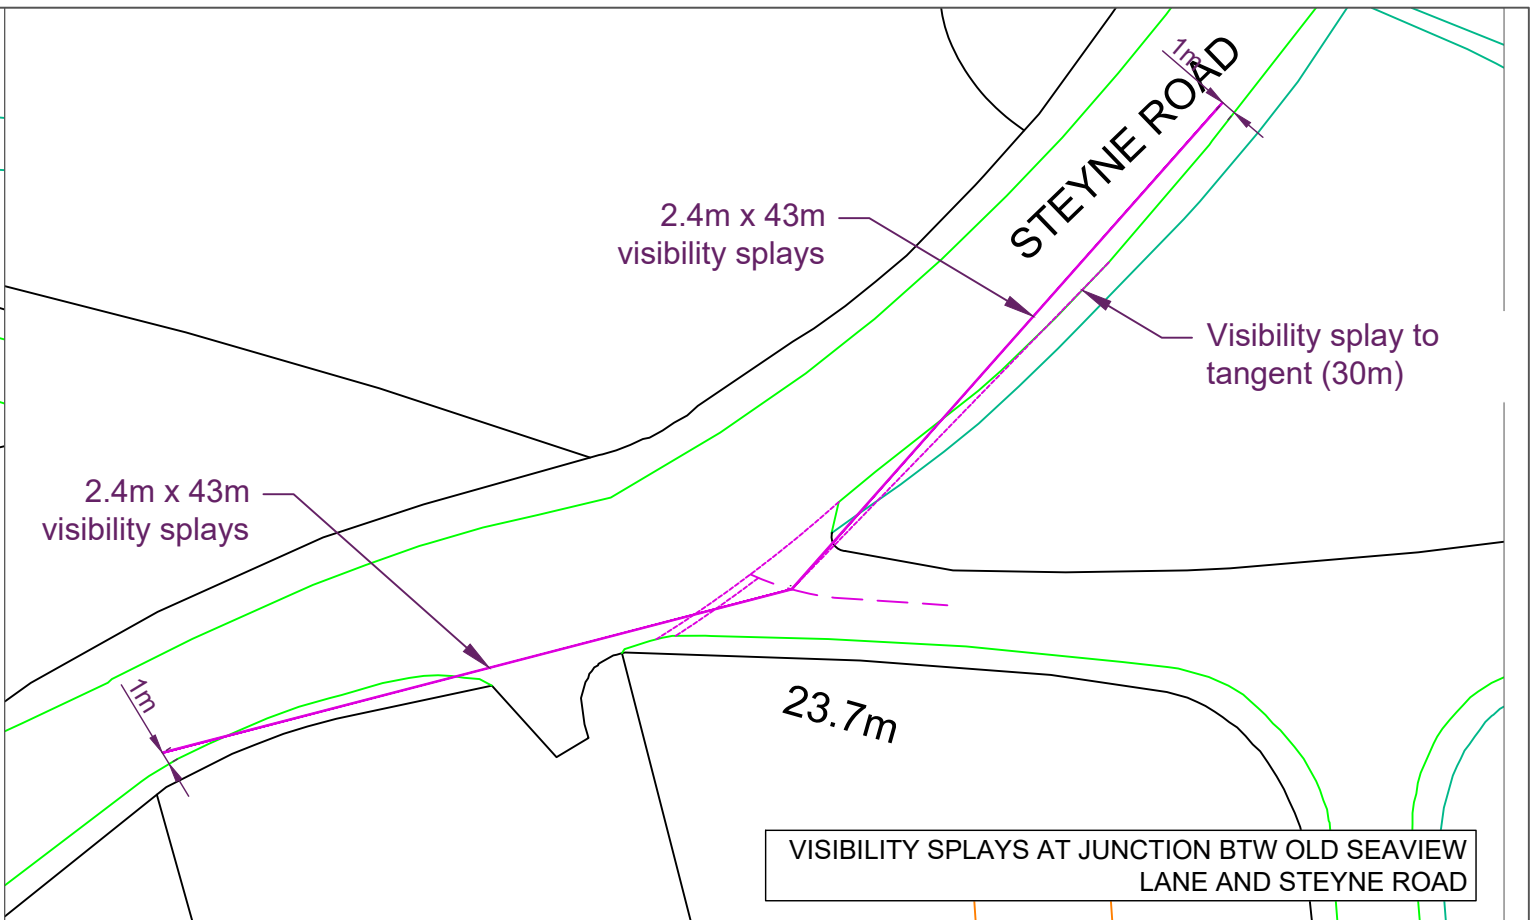 1m
STEYNE ROAD
2.4m x 43m
visibility splays
Visibility splay to
tangent (30m)
2.4m x 43m
visibility splays
1m
23.7m
VISIBILITY SPLAYS AT JUNCTION BTW OLD SEAVIEW
LANE AND STEYNE ROAD